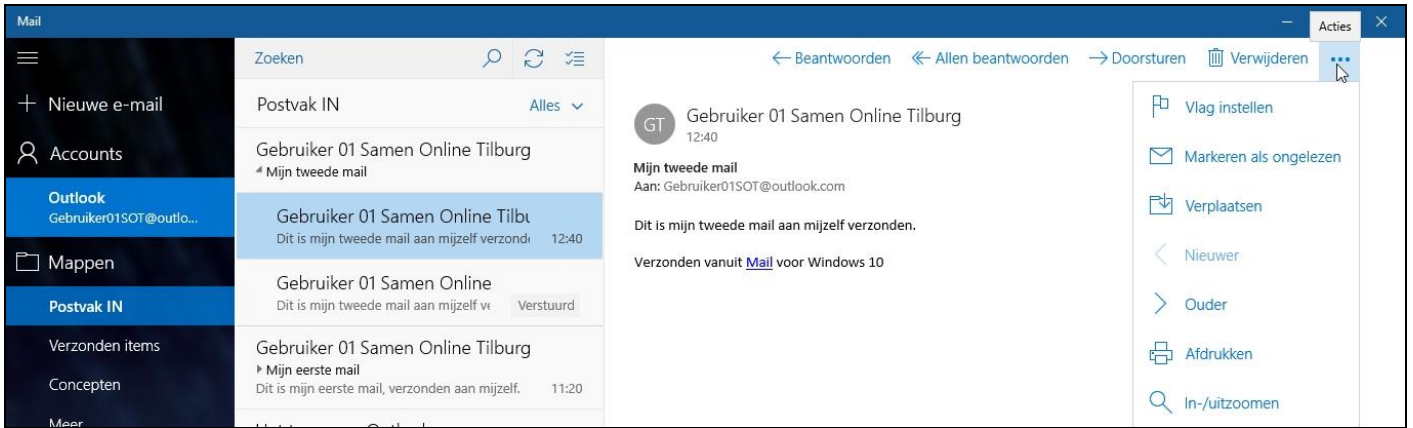 Mail
Acties
Zoeken
Beantwoorden
Allen beantwoorden
Doorsturen
Verwijderen
Nieuwe e-mail
Accounts
Outlook
Gebruiker01SOT@outlo...
Mappen
Postvak IN
Verzonden items
Concepten
Meer
Postvak IN Alles
Gebruiker 01 Samen Online Tilburg
Mijn tweede mail
Gebruiker 01 Samen Online Tilbu
Dit is mijn tweede mail aan mijzelf verzonde 12:40
Gebruiker 01 Samen Online
Dit is mijn tweede mail aan mijzelf ve Verstuurd
Gebruiker 01 Samen Online Tilburg
Mijn eerste mail
Dit is mijn eerste mail, verzonden aan mijzelf. 11:20
GT
Gebruiker 01 Samen Online Tilburg
12:40
Mijn tweede mail
Aan: Gebruiker01SOT@outlook.com
Dit is mijn tweede mail aan mijzelf verzonden.
Verzonden vanuit Mail voor Windows 10
Vlag instellen
Markeren als ongelezen
Verplaatsen
Nieuwer
Ouder
Afdrukken
In-/uitzoomen